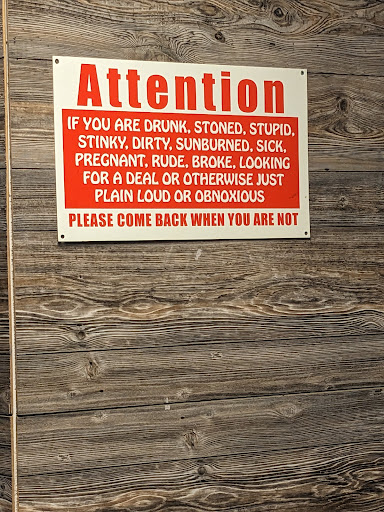 Attention
IF YOU ARE DRUNK, STONED, STUPID,
STINKY, DIRTY, SUNBURNED, SICK,
PREGNANT, RUDE, BROKE, LOOKING
FOR A DEAL OR OTHERWISE JUST
PLAIN LOUD OR OBNOXIOUS
PLEASE COME BACK WHEN YOU ARE NOT